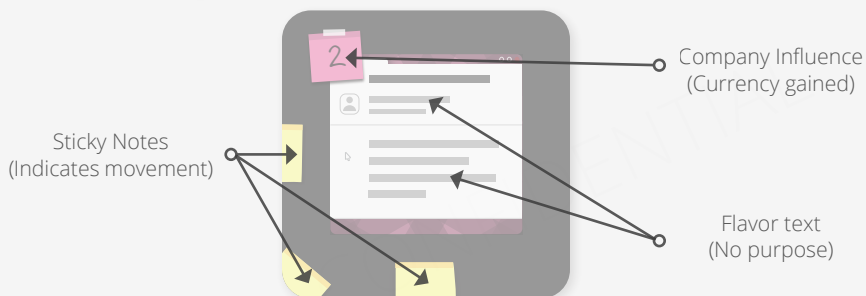 2
Company Influence
(Currency gained)
Sticky Notes
(Indicates movement)
Flavor text
(No purpose)